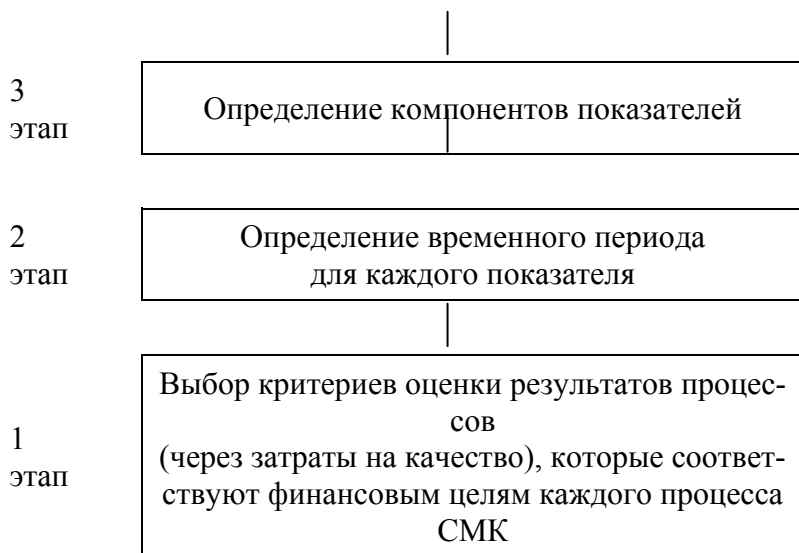 3
этап
Определение компонентов показателей
2
этап
Определение временного периода
для каждого показателя
1
этап
Выбор критериев оценки результатов процес-
сов
(через затраты на качество), которые соответ-
ствуют финансовым целям каждого процесса
СМК